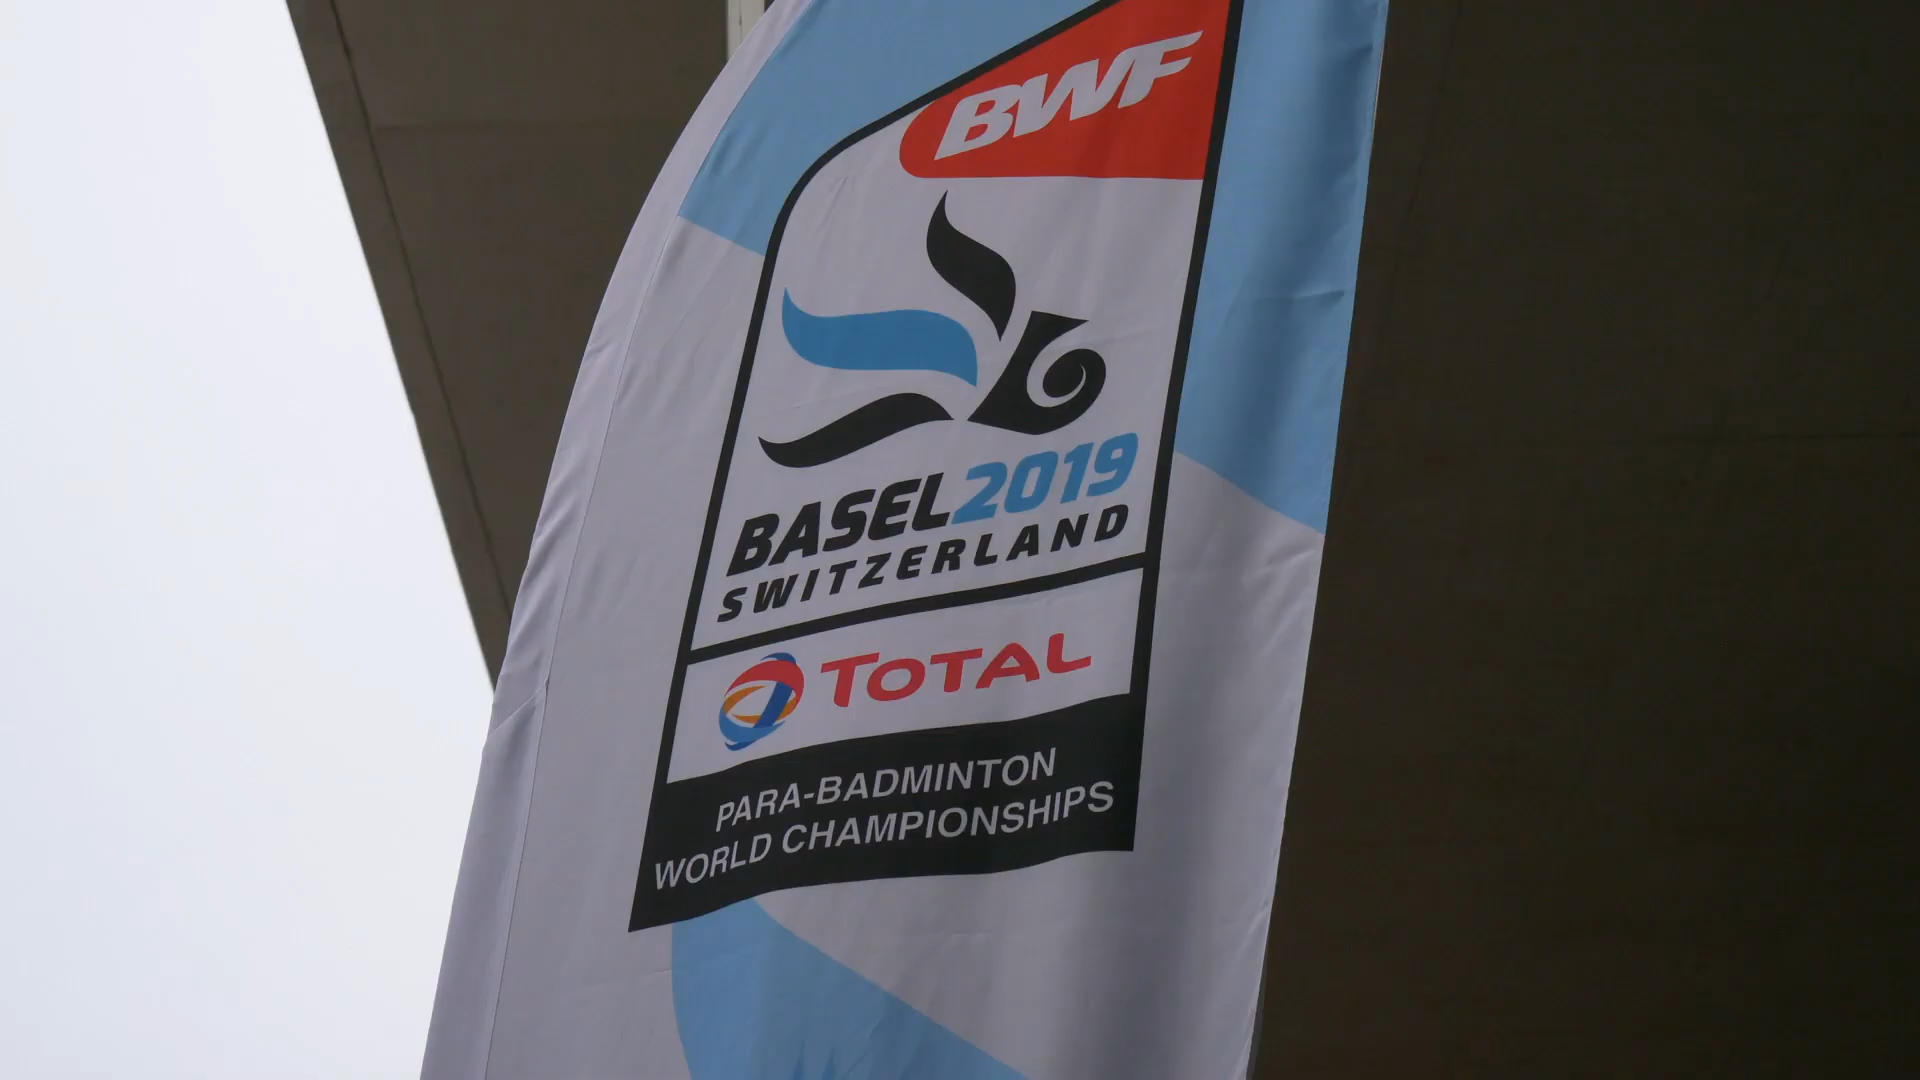 BWF
BASEL2019
SWITZERLAND
TOTAL
PARA-BADMINTON
WORLD CHAMPIONSHIPS